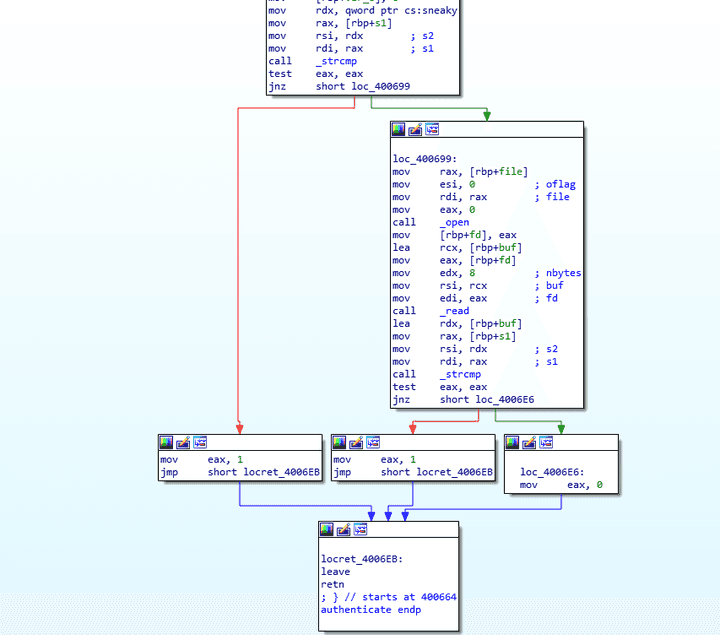 mov     rdx, qword ptr cs:sneaky
mov     rax, [rbp+s1]
mov     rsi, rdx        ; s2
mov     rdi, rax        ; s1
call    _strcmp
test    eax, eax
jnz     short loc_400699
loc_400699:
mov     rax, [rbp+file]
mov     esi, 0          ; oflag
mov     rdi, rax        ; file
mov     eax, 0
call    _open
mov     [rbp+fd], eax
lea     rcx, [rbp+buf]
mov     eax, [rbp+fd]
mov     edx, 8          ; nbytes
mov     rsi, rcx        ; buf
mov     edi, eax        ; fd
call    _read
lea     rdx, [rbp+buf]
mov     rax, [rbp+s1]
mov     rsi, rdx        ; s2
mov     rdi, rax        ; s1
call    _strcmp
test    eax, eax
jnz     short loc_4006E6
mov     eax, 1
jmp     short locret_4006EB
mov     eax, 1
jmp     short locret_4006EB
loc_4006E6:
mov     eax, 0
locret_4006EB:
leave
retn
; } // starts at 400664
authenticate endp